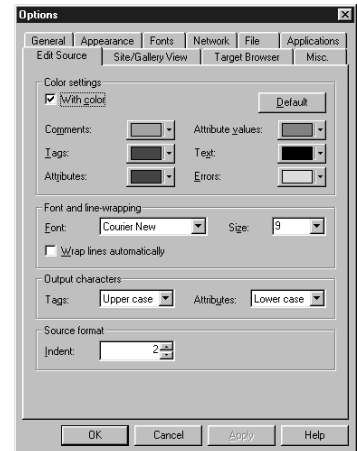 Options
General Appearance Fonts Network File Applications
Edit Source Site/Gallery View Target Browser Misc.
Color settings
With color Default
Comments: Attribute values:
Tags: Text:
Attributes: Errors:
Font and line-wrapping
Font: Courier New Size: 9
Wrap lines automatically
Output characters
Tags: Upper case Attributes: Lower case
Source format
Indent: 2
OK Cancel Apply Help